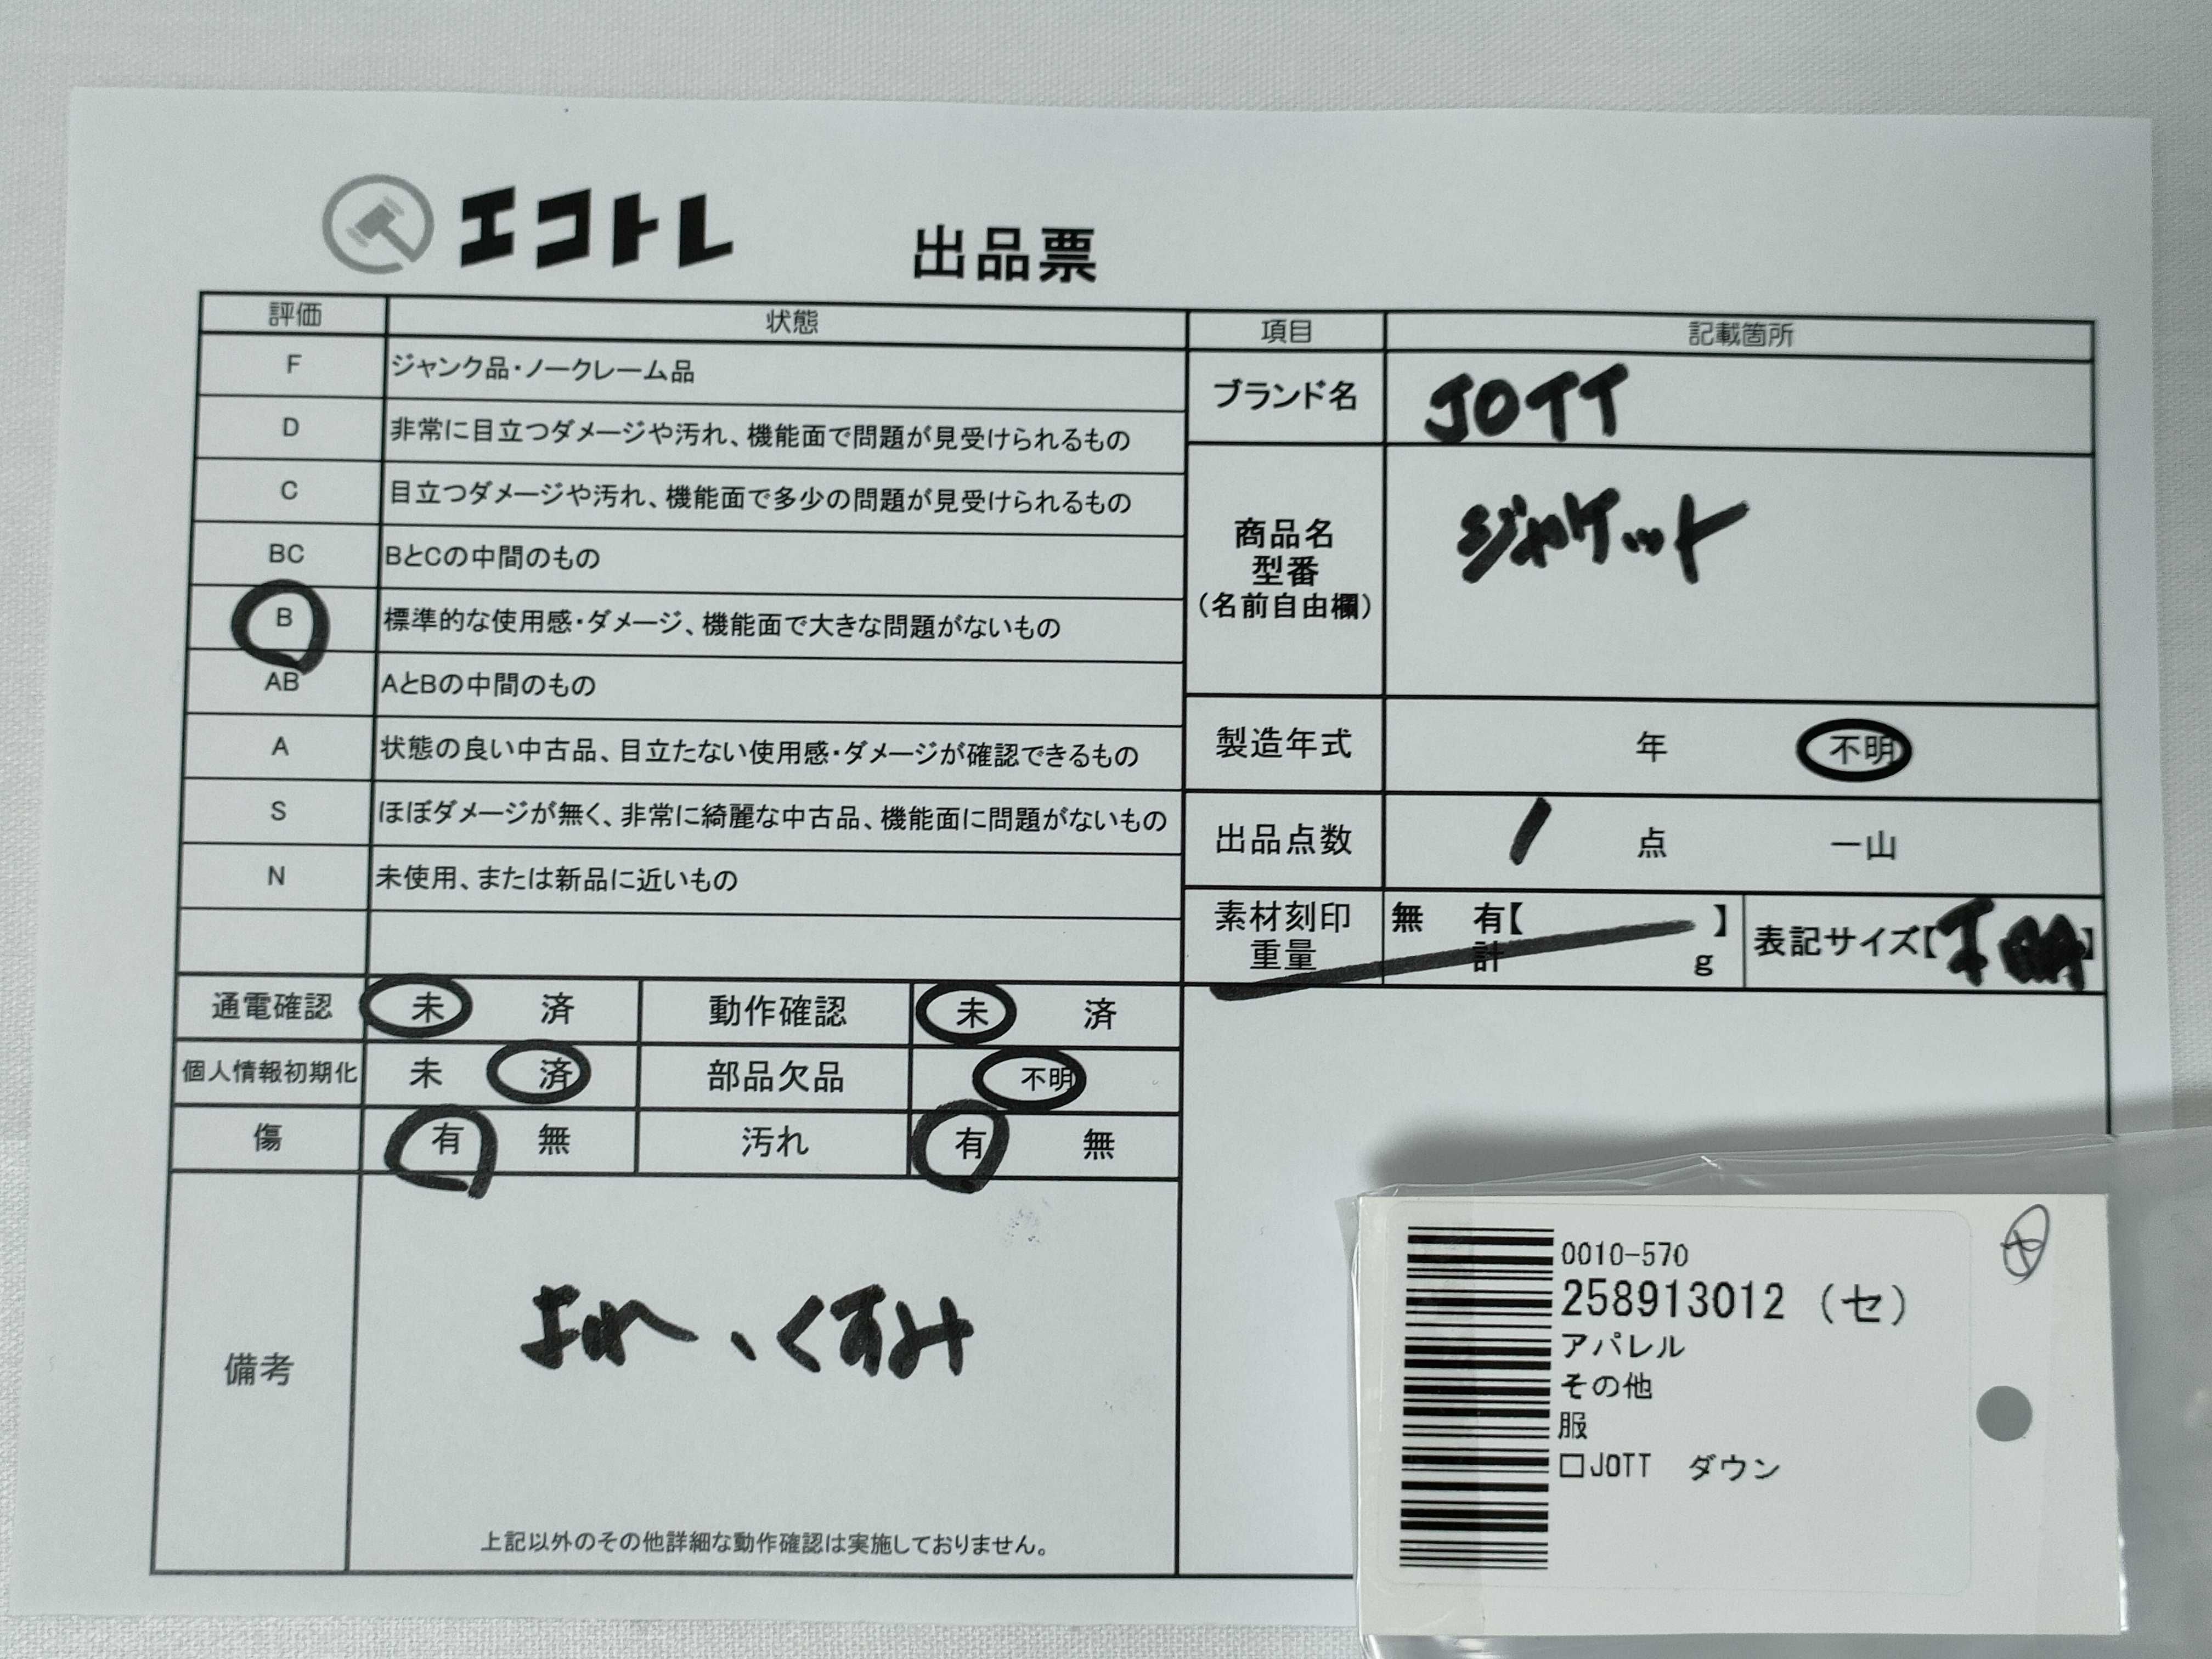 エコトレ 出品票
評価 状態 項目 記載箇所
F ジャンク品・ノークレーム品
D 非常に目立つダメージや汚れ、機能面で問題が見受けられるもの
C 目立つダメージや汚れ、機能面で多少の問題が見受けられるもの
BC BとCの中間のもの
B 標準的な使用感・ダメージ、機能面で大きな問題がないもの
AB AとBの中間のもの
A 状態の良い中古品、目立たない使用感・ダメージが確認できるもの
S ほぼダメージが無く、非常に綺麗な中古品、機能面に問題がないもの
N 未使用、または新品に近いもの
ブランド名 JOTT
商品名
型番
(名前自由欄)
ジャケット
製造年式 年 不明
出品点数 1 点 一山
素材刻印 無 有【 】
重量 計 g
表記サイズ【不明】
通電確認 未 済 動作確認 未 済
個人情報初期化 未 済 部品欠品 不明
傷 有 無 汚れ 有 無
備考
よれ、くすみ
上記以外のその他詳細な動作確認は実施しておりません。
0010-570
258913012 (セ)
アパレル
その他
服
□JOTT ダウン